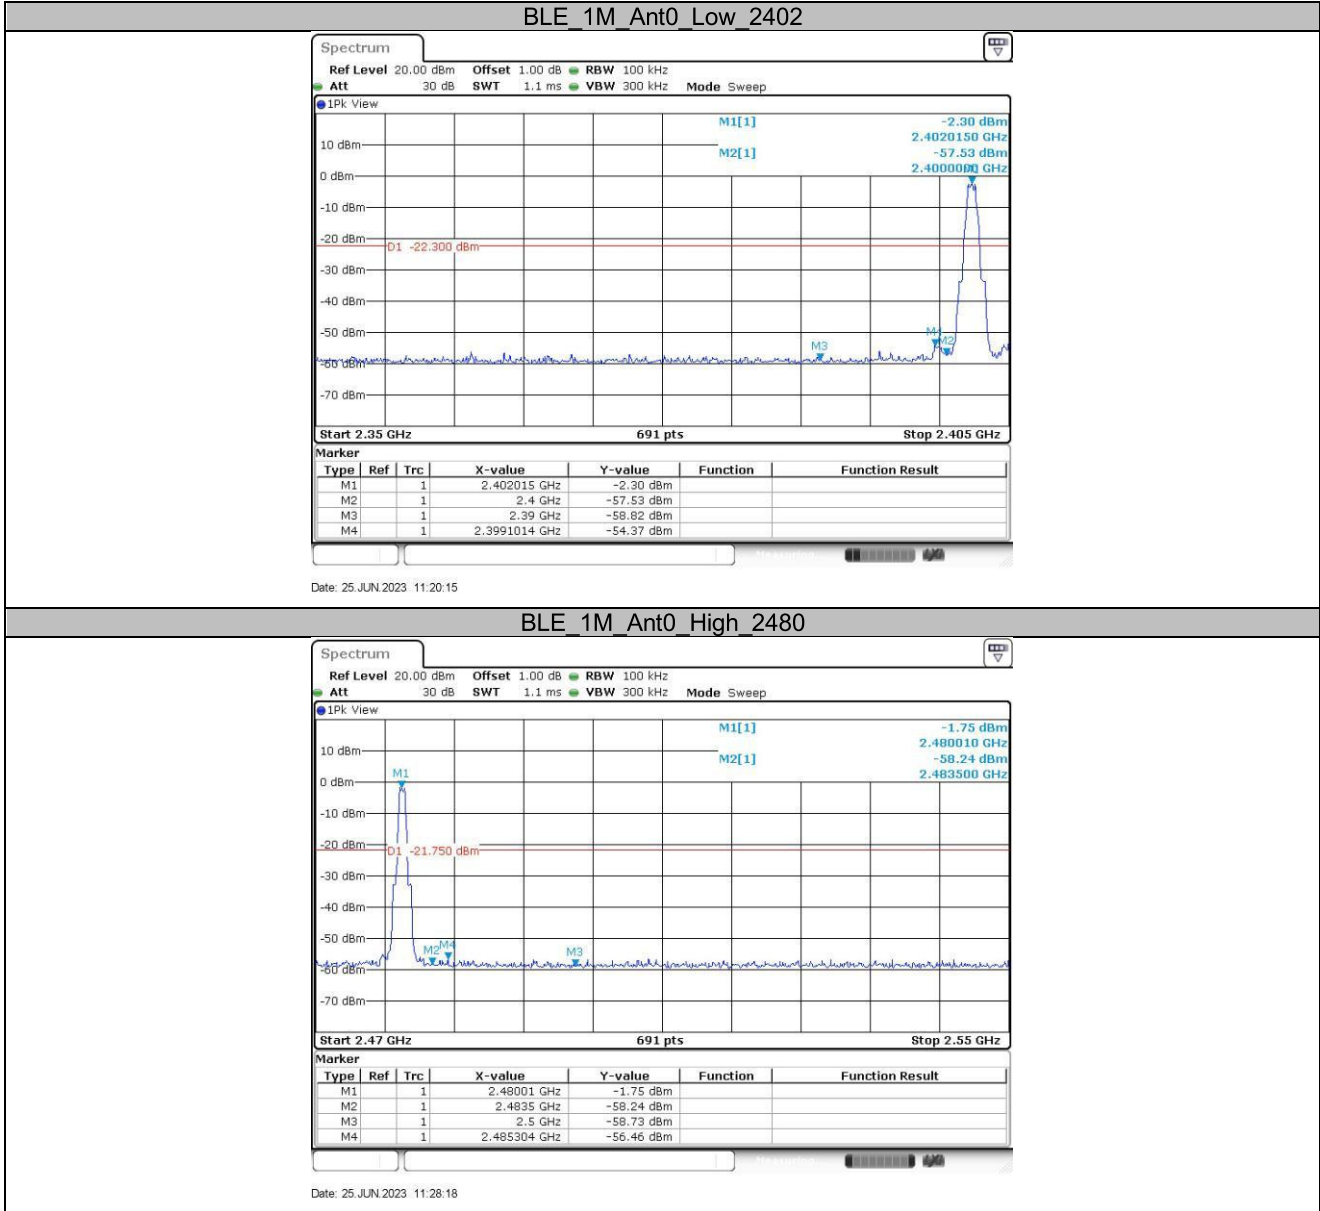 BLE_1M_Ant0_Low_2402
Spectrum
Ref Level 20.00 dBm Offset 1.00 dB RBW 100 kHz
Att 30 dB SWT 1.1 ms VBW 300 kHz Mode Sweep
1Pk View
M1[1] -2.30 dBm
2.4020150 GHz
10 dBm
M2[1] -57.53 dBm
GHz
0 dBm
-10 dBm
-20 dBm
D1 -22.300 dBm
-30 dBm
-40 dBm
-50 dBm
M4
M2
M3
-60 dBm
-70 dBm
Start 2.35 GHz 691 pts Stop 2.405 GHz
Marker
Type Ref Trc X-value Y-value Function Function Result
M1 1 2.402015 GHz -2.30 dBm
M2 1 2.4 GHz -57.53 dBm
M3 1 2.39 GHz -58.82 dBm
M4 1 2.3991014 GHz -54.37 dBm
Date: 25.JUN.2023 11:20:15
BLE_1M_Ant0_High_2480
Spectrum
Ref Level 20.00 dBm Offset 1.00 dB RBW 100 kHz
Att 30 dB SWT 1.1 ms VBW 300 kHz Mode Sweep
1Pk View
M1[1] -1.75 dBm
2.480010 GHz
10 dBm
M2[1] -58.24 dBm
2.483500 GHz
M1
0 dBm
-10 dBm
-20 dBm
D1 -21.750 dBm
-30 dBm
-40 dBm
-50 dBm
M2 M4 M3
-60 dBm
-70 dBm
Start 2.47 GHz 691 pts Stop 2.55 GHz
Marker
Type Ref Trc X-value Y-value Function Function Result
M1 1 2.48001 GHz -1.75 dBm
M2 1 2.4835 GHz -58.24 dBm
M3 1 2.5 GHz -58.73 dBm
M4 1 2.485304 GHz -56.46 dBm
Date: 25.JUN.2023 11:28:18